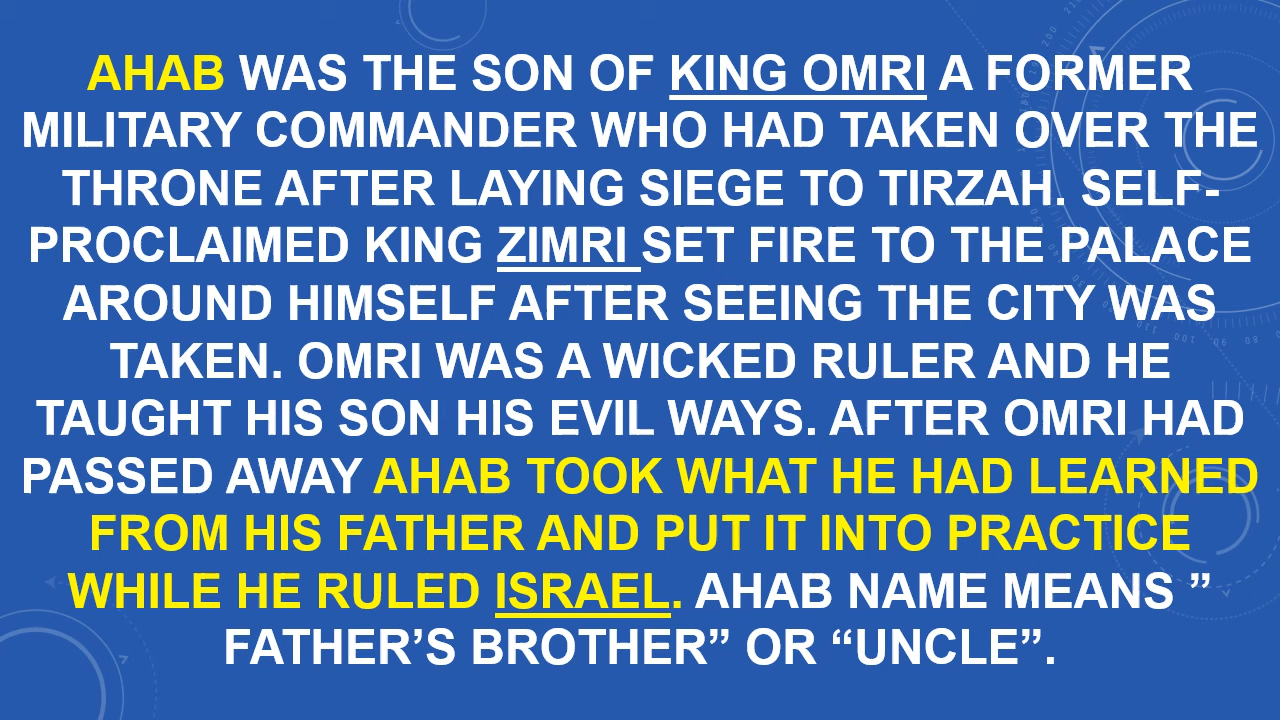 AHAB WAS THE SON OF KING OMRI A FORMER
MILITARY COMMANDER WHO HAD TAKEN OVER THE
THRONE AFTER LAYING SIEGE TO TIRZAH. SELF-
PROCLAIMED KING ZIMRI SET FIRE TO THE PALACE
AROUND HIMSELF AFTER SEEING THE CITY WAS
TAKEN. OMRI WAS A WICKED RULER AND HE
TAUGHT HIS SON HIS EVIL WAYS. AFTER OMRI HAD
PASSED AWAY AHAB TOOK WHAT HE HAD LEARNED
FROM HIS FATHER AND PUT IT INTO PRACTICE
WHILE HE RULED ISRAEL. AHAB NAME MEANS ”
FATHER’S BROTHER” OR “UNCLE”.